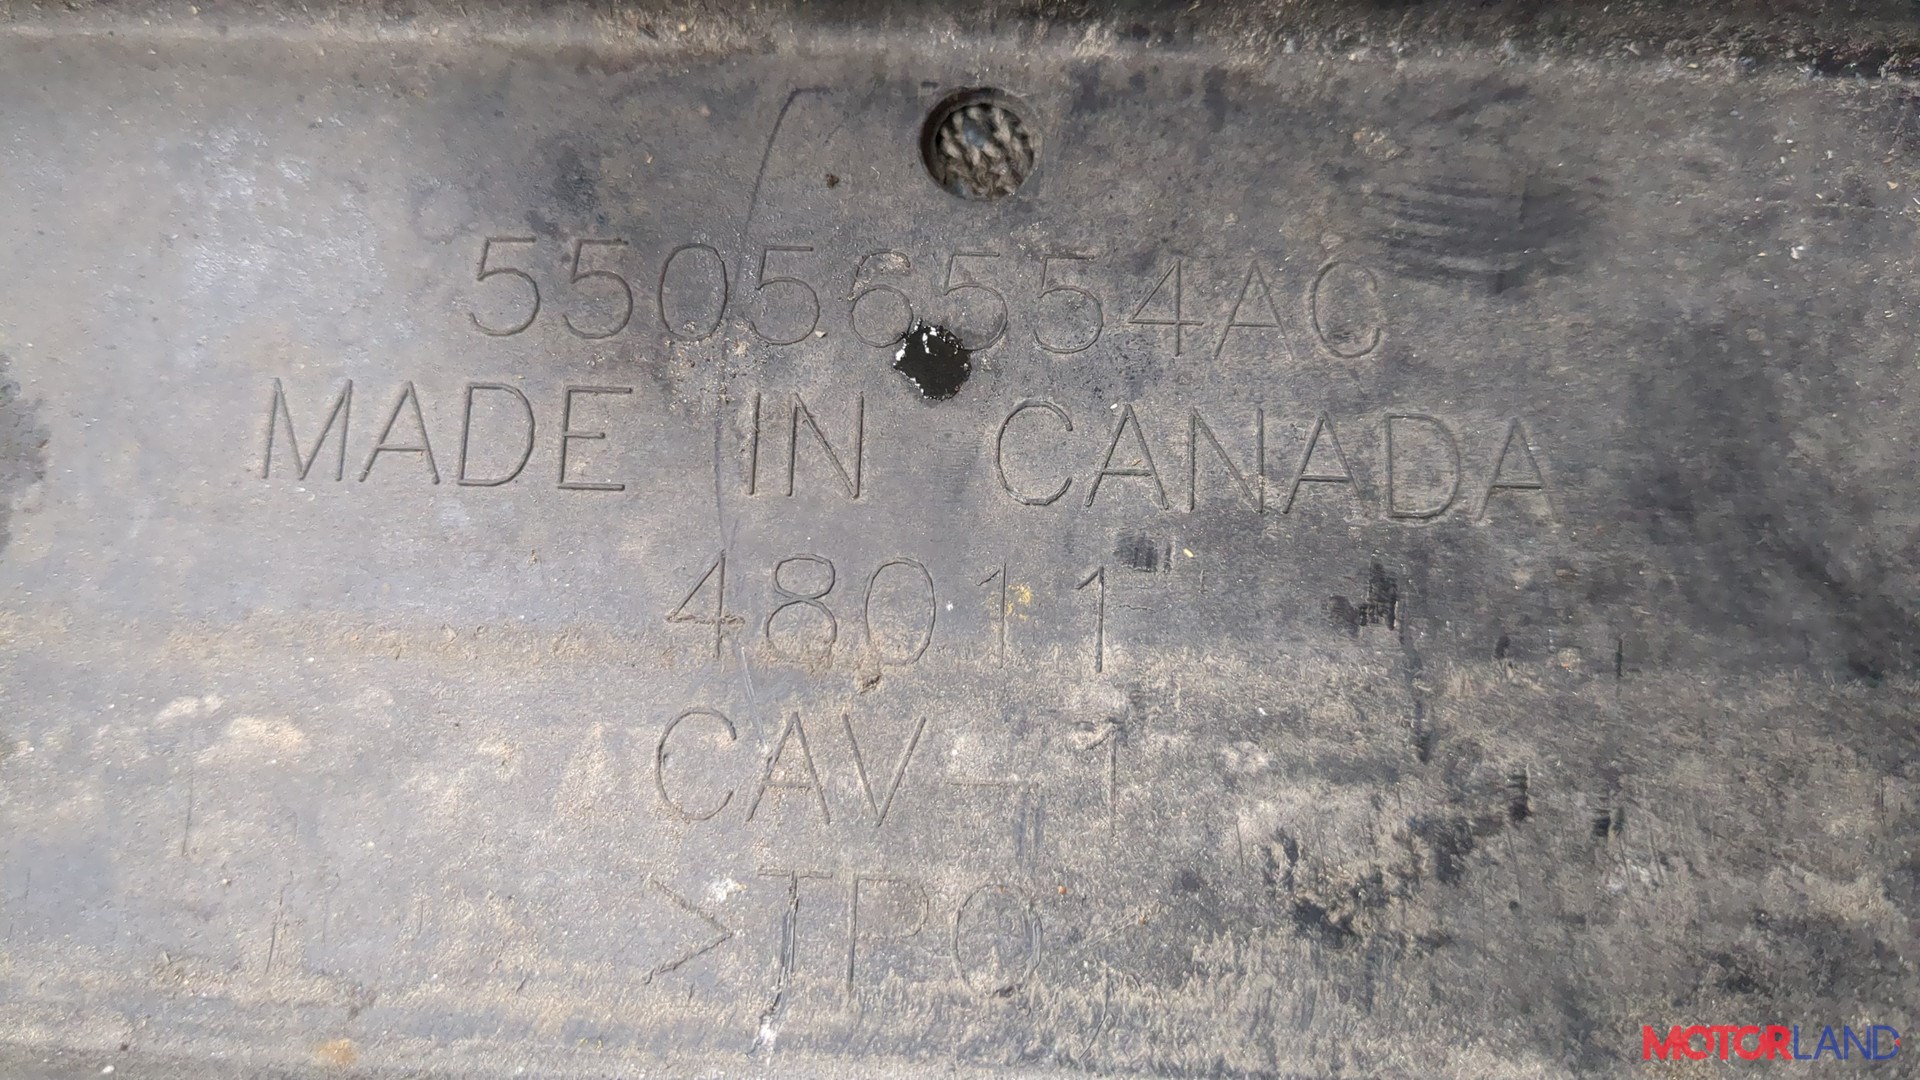 55056554AC
MADE IN CANADA
48011
CAV-1
>TPO<
MOTORLAND